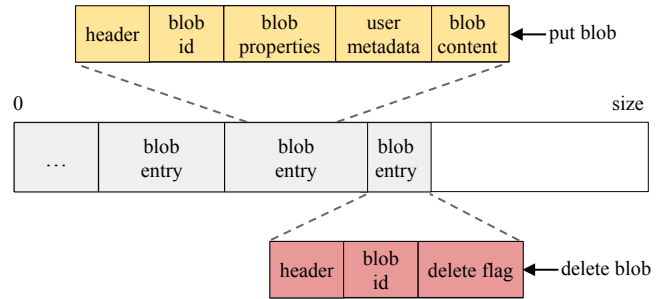 header
blob
id
blob
properties
user
metadata
blob
content
put blob
0
size
…
blob
entry
blob
entry
blob
entry
header
blob
id
delete flag
delete blob